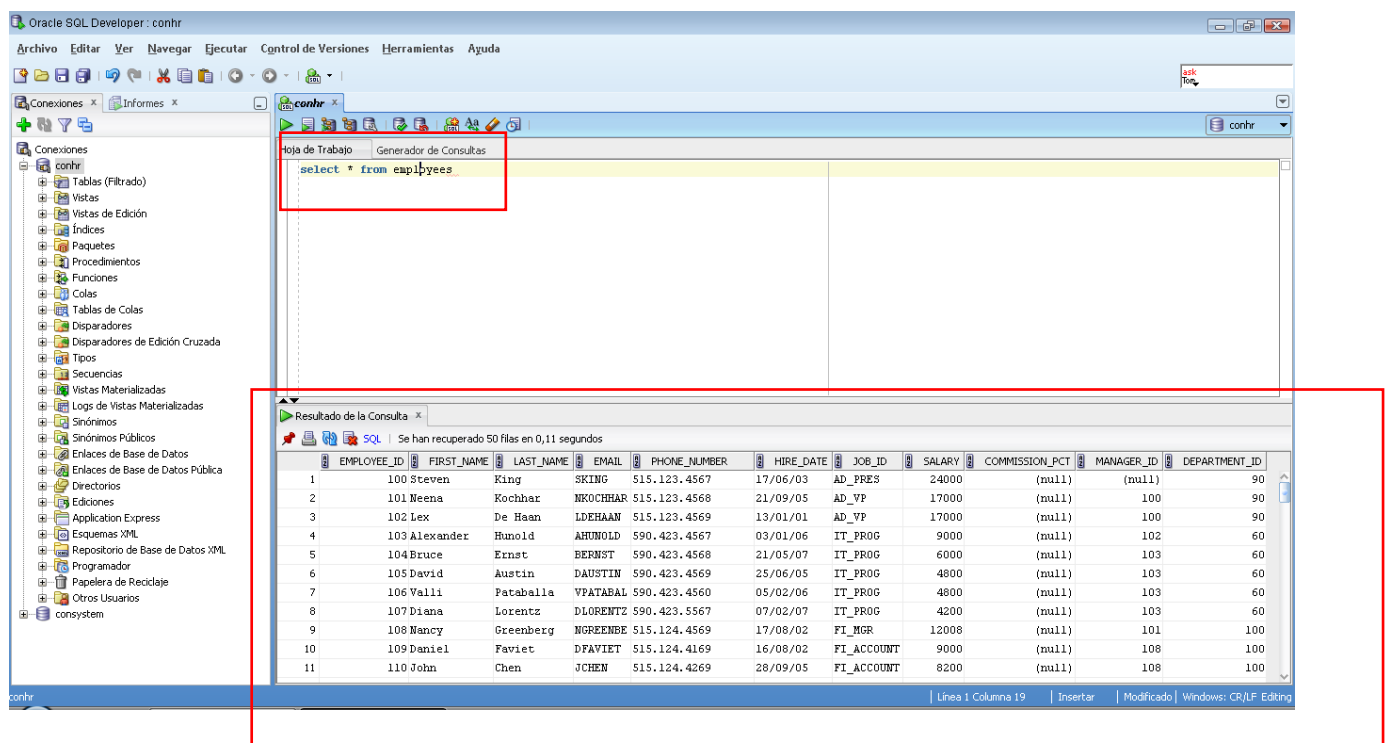 Oracle SQL Developer : conhr
Archivo Editar Ver Navegar Ejecutar Control de Versiones Herramientas Ayuda
ask
Tom
Conexiones Informes
conhr
conhr
Conexiones
conhr
Tablas (Filtrado)
Vistas
Vistas de Edición
Índices
Paquetes
Procedimientos
Funciones
Colas
Tablas de Colas
Disparadores
Disparadores de Edición Cruzada
Tipos
Secuencias
Vistas Materializadas
Logs de Vistas Materializadas
Sinónimos
Sinónimos Públicos
Enlaces de Base de Datos
Enlaces de Base de Datos Pública
Directorios
Ediciones
Application Express
Esquemas XML
Repositorio de Base de Datos XML
Programador
Papelera de Reciclaje
Otros Usuarios
consystem
Hoja de Trabajo Generador de Consultas
select * from employees
Resultado de la Consulta
SQL | Se han recuperado 50 filas en 0,11 segundos
EMPLOYEE_ID FIRST_NAME LAST_NAME EMAIL PHONE_NUMBER HIRE_DATE JOB_ID SALARY COMMISSION_PCT MANAGER_ID DEPARTMENT_ID
1 100 Steven King SKING 515.123.4567 17/06/03 AD_PRES 24000 (null) (null) 90
2 101 Neena Kochhar NKOCHHAR 515.123.4568 21/09/05 AD_VP 17000 (null) 100 90
3 102 Lex De Haan LDEHAAN 515.123.4569 13/01/01 AD_VP 17000 (null) 100 90
4 103 Alexander Hunold AHUNOLD 590.423.4567 03/01/06 IT_PROG 9000 (null) 102 60
5 104 Bruce Ernst BERNST 590.423.4568 21/05/07 IT_PROG 6000 (null) 103 60
6 105 David Austin DAUSTIN 590.423.4569 25/06/05 IT_PROG 4800 (null) 103 60
7 106 Valli Pataballa VPATABAL 590.423.4560 05/02/06 IT_PROG 4800 (null) 103 60
8 107 Diana Lorentz DLORENTZ 590.423.5567 07/02/07 IT_PROG 4200 (null) 103 60
9 108 Nancy Greenberg NGREENBE 515.124.4569 17/08/02 FI_MGR 12008 (null) 101 100
10 109 Daniel Faviet DFAVIET 515.124.4169 16/08/02 FI_ACCOUNT 9000 (null) 108 100
11 110 John Chen JCHEN 515.124.4269 28/09/05 FI_ACCOUNT 8200 (null) 108 100
conhr | Línea 1 Columna 19 | Insertar | Modificado | Windows: CR/LF Editing